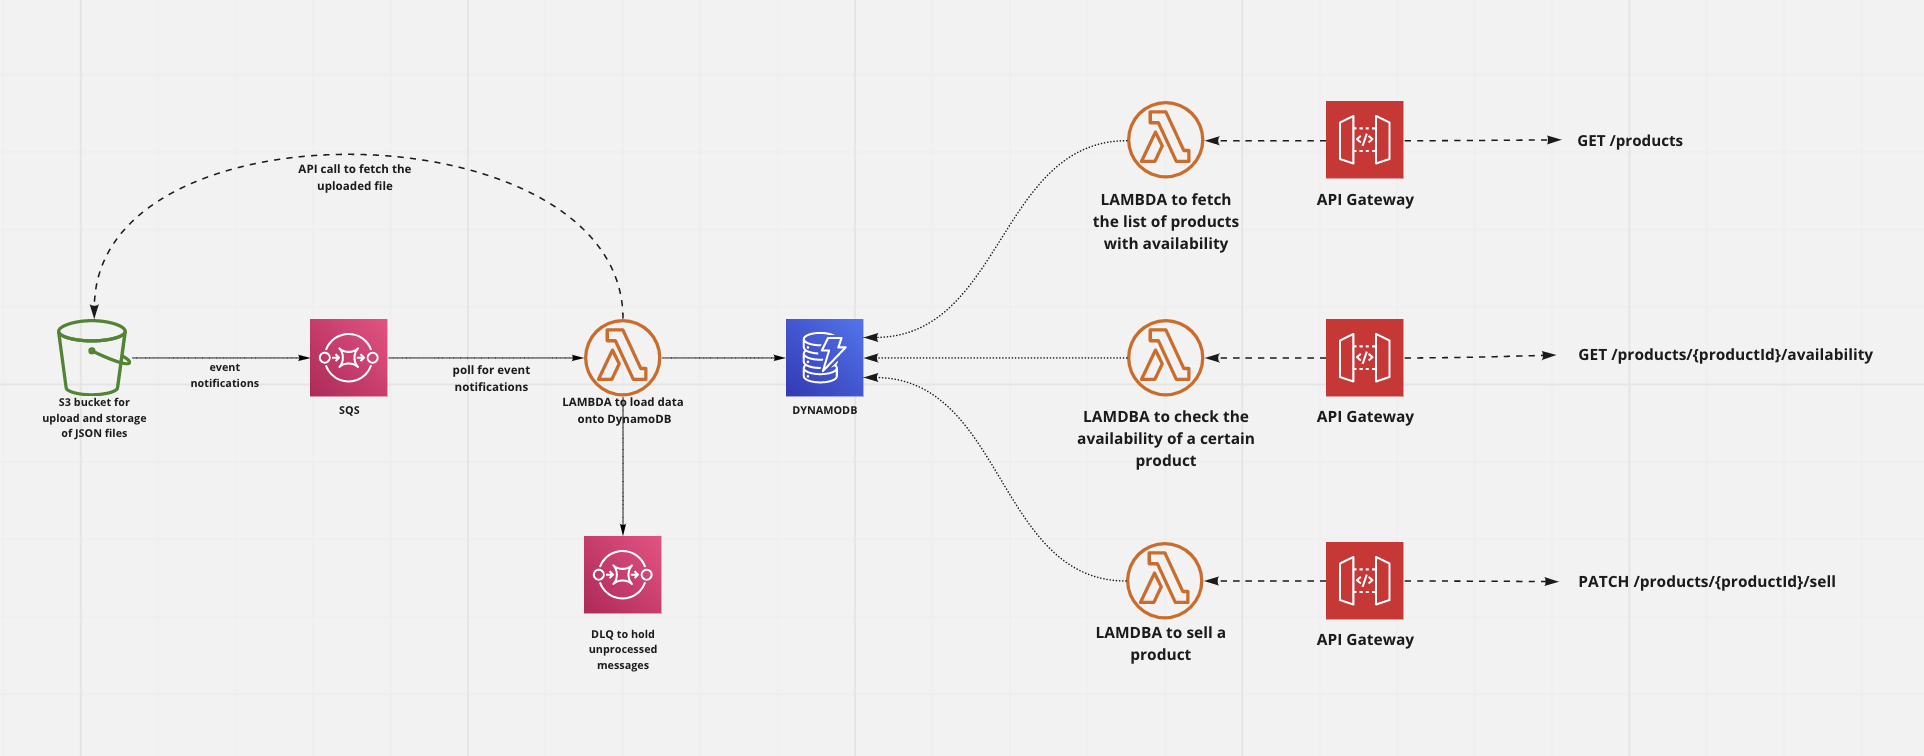 API call to fetch the
uploaded file
event
notifications
poll for event
notifications
S3 bucket for
upload and storage
of JSON files
SQS
LAMBDA to load data
onto DynamoDB
DYNAMODB
DLQ to hold
unprocessed
messages
LAMBDA to fetch
the list of products
with availability
API Gateway
GET /products
LAMDBA to check the
availability of a certain
product
API Gateway
GET /products/{productId}/availability
LAMDBA to sell a
product
API Gateway
PATCH /products/{productId}/sell